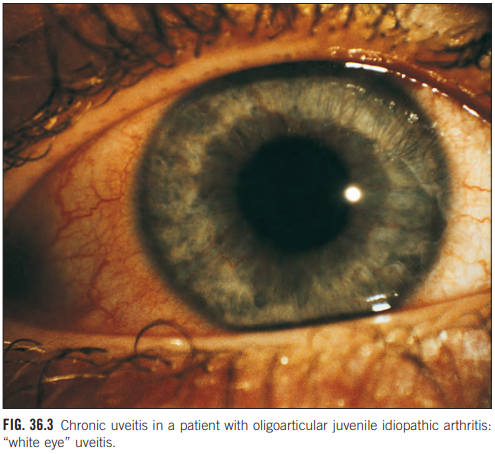 FIG. 36.3 Chronic uveitis in a patient with oligoarticular juvenile idiopathic arthritis:
“white eye” uveitis.